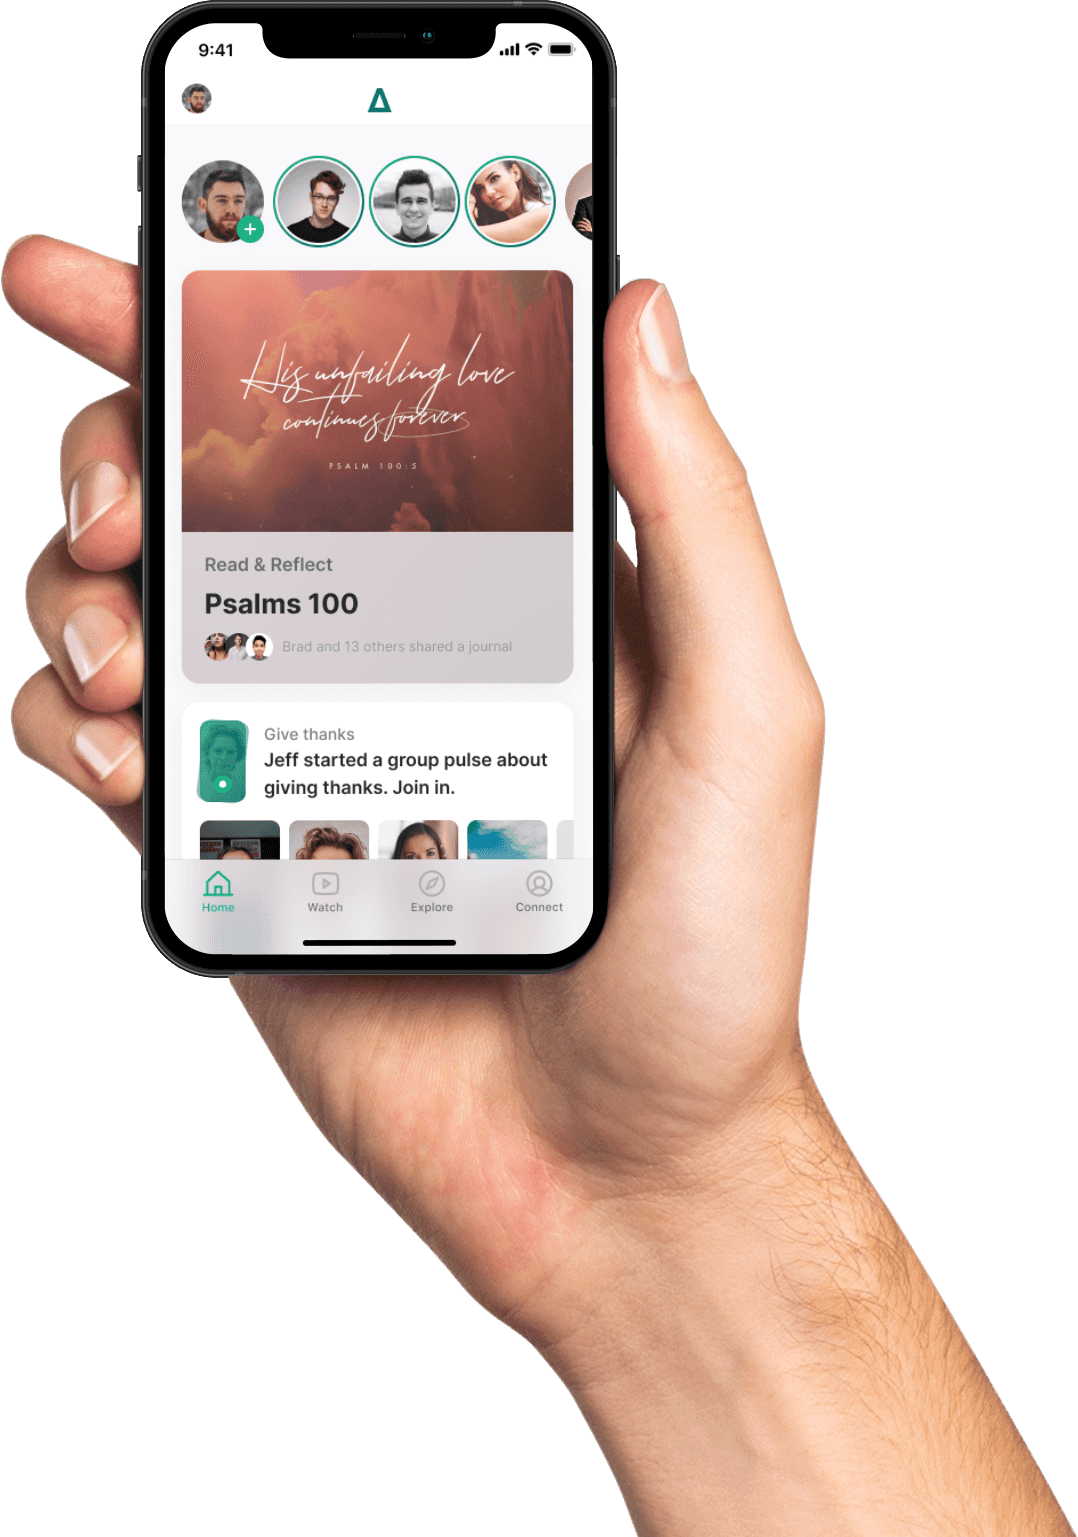 9:41
Δ
His unfailing love
continues forever
PSALM 100:5
Read & Reflect
Psalms 100
Brad and 13 others shared a journal
Give thanks
Jeff started a group pulse about
giving thanks. Join in.
Home
Watch
Explore
Connect